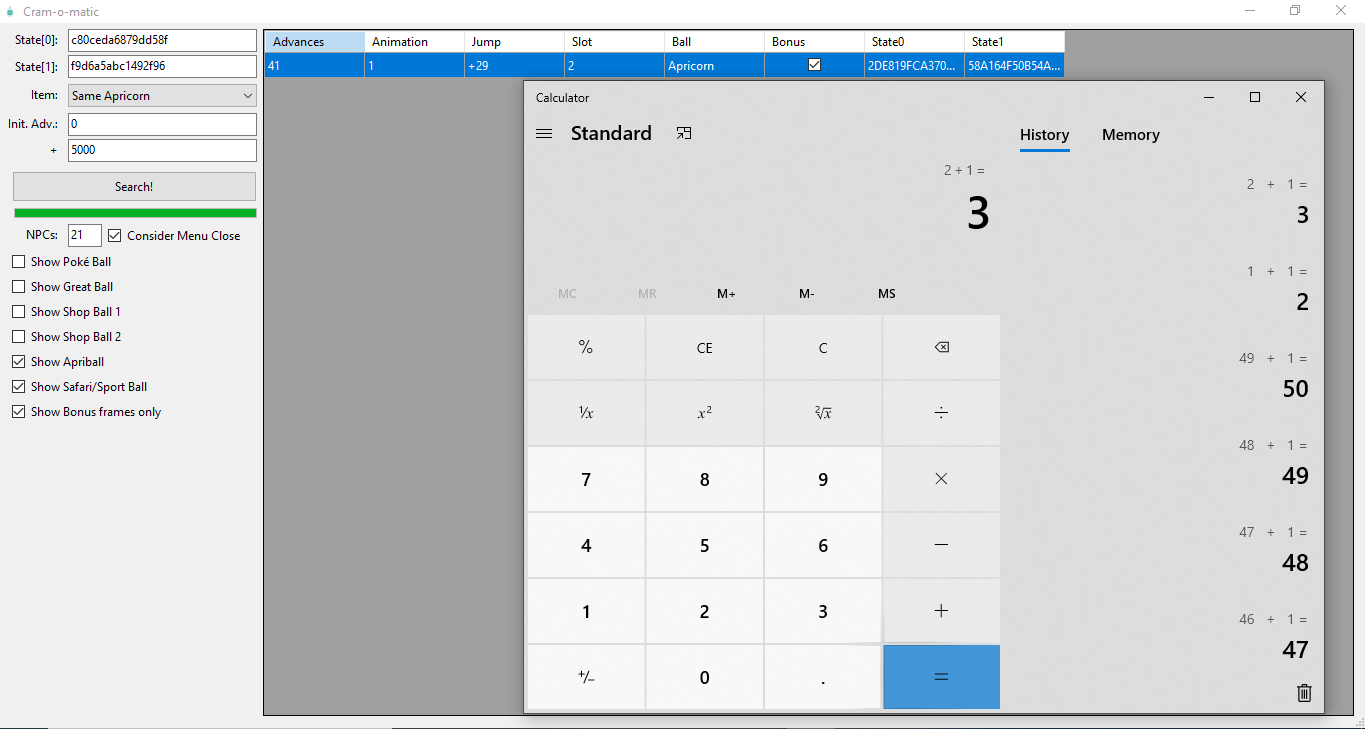 Cram-o-matic
State[0]: c80ceda6879dd58f
State[1]: f9d6a5abc1492f96
Item: Same Apricorn
Init. Adv.: 0
+ 5000
Search!
NPCs: 21 Consider Menu Close
Show Poké Ball
Show Great Ball
Show Shop Ball 1
Show Shop Ball 2
Show Apriball
Show Safari/Sport Ball
Show Bonus frames only
Advances Animation Jump Slot Ball Bonus State0 State1
41 1 +29 2 Apricorn 2DE819FCA370... 58A164F50B54A...
Calculator
Standard
2 + 1 =
3
MC MR M+ M- MS
% CE C
¹/x x² ²√x ÷
7 8 9 ×
4 5 6 −
1 2 3 +
+/− 0 . =
History Memory
2 + 1 =
3
1 + 1 =
2
49 + 1 =
50
48 + 1 =
49
47 + 1 =
48
46 + 1 =
47